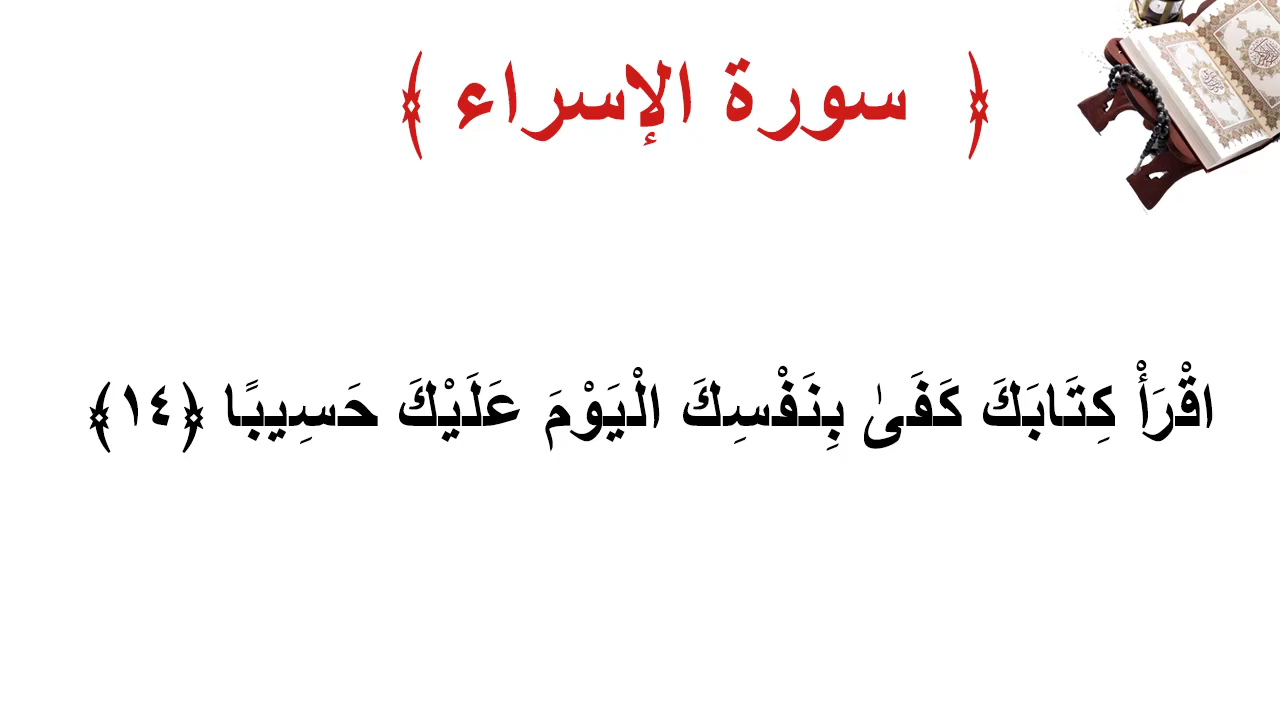 ﴿ سورة الإسراء ﴾
اقْرَأْ كِتَابَكَ كَفَىٰ بِنَفْسِكَ الْيَوْمَ عَلَيْكَ حَسِيبًا ﴿١٤﴾